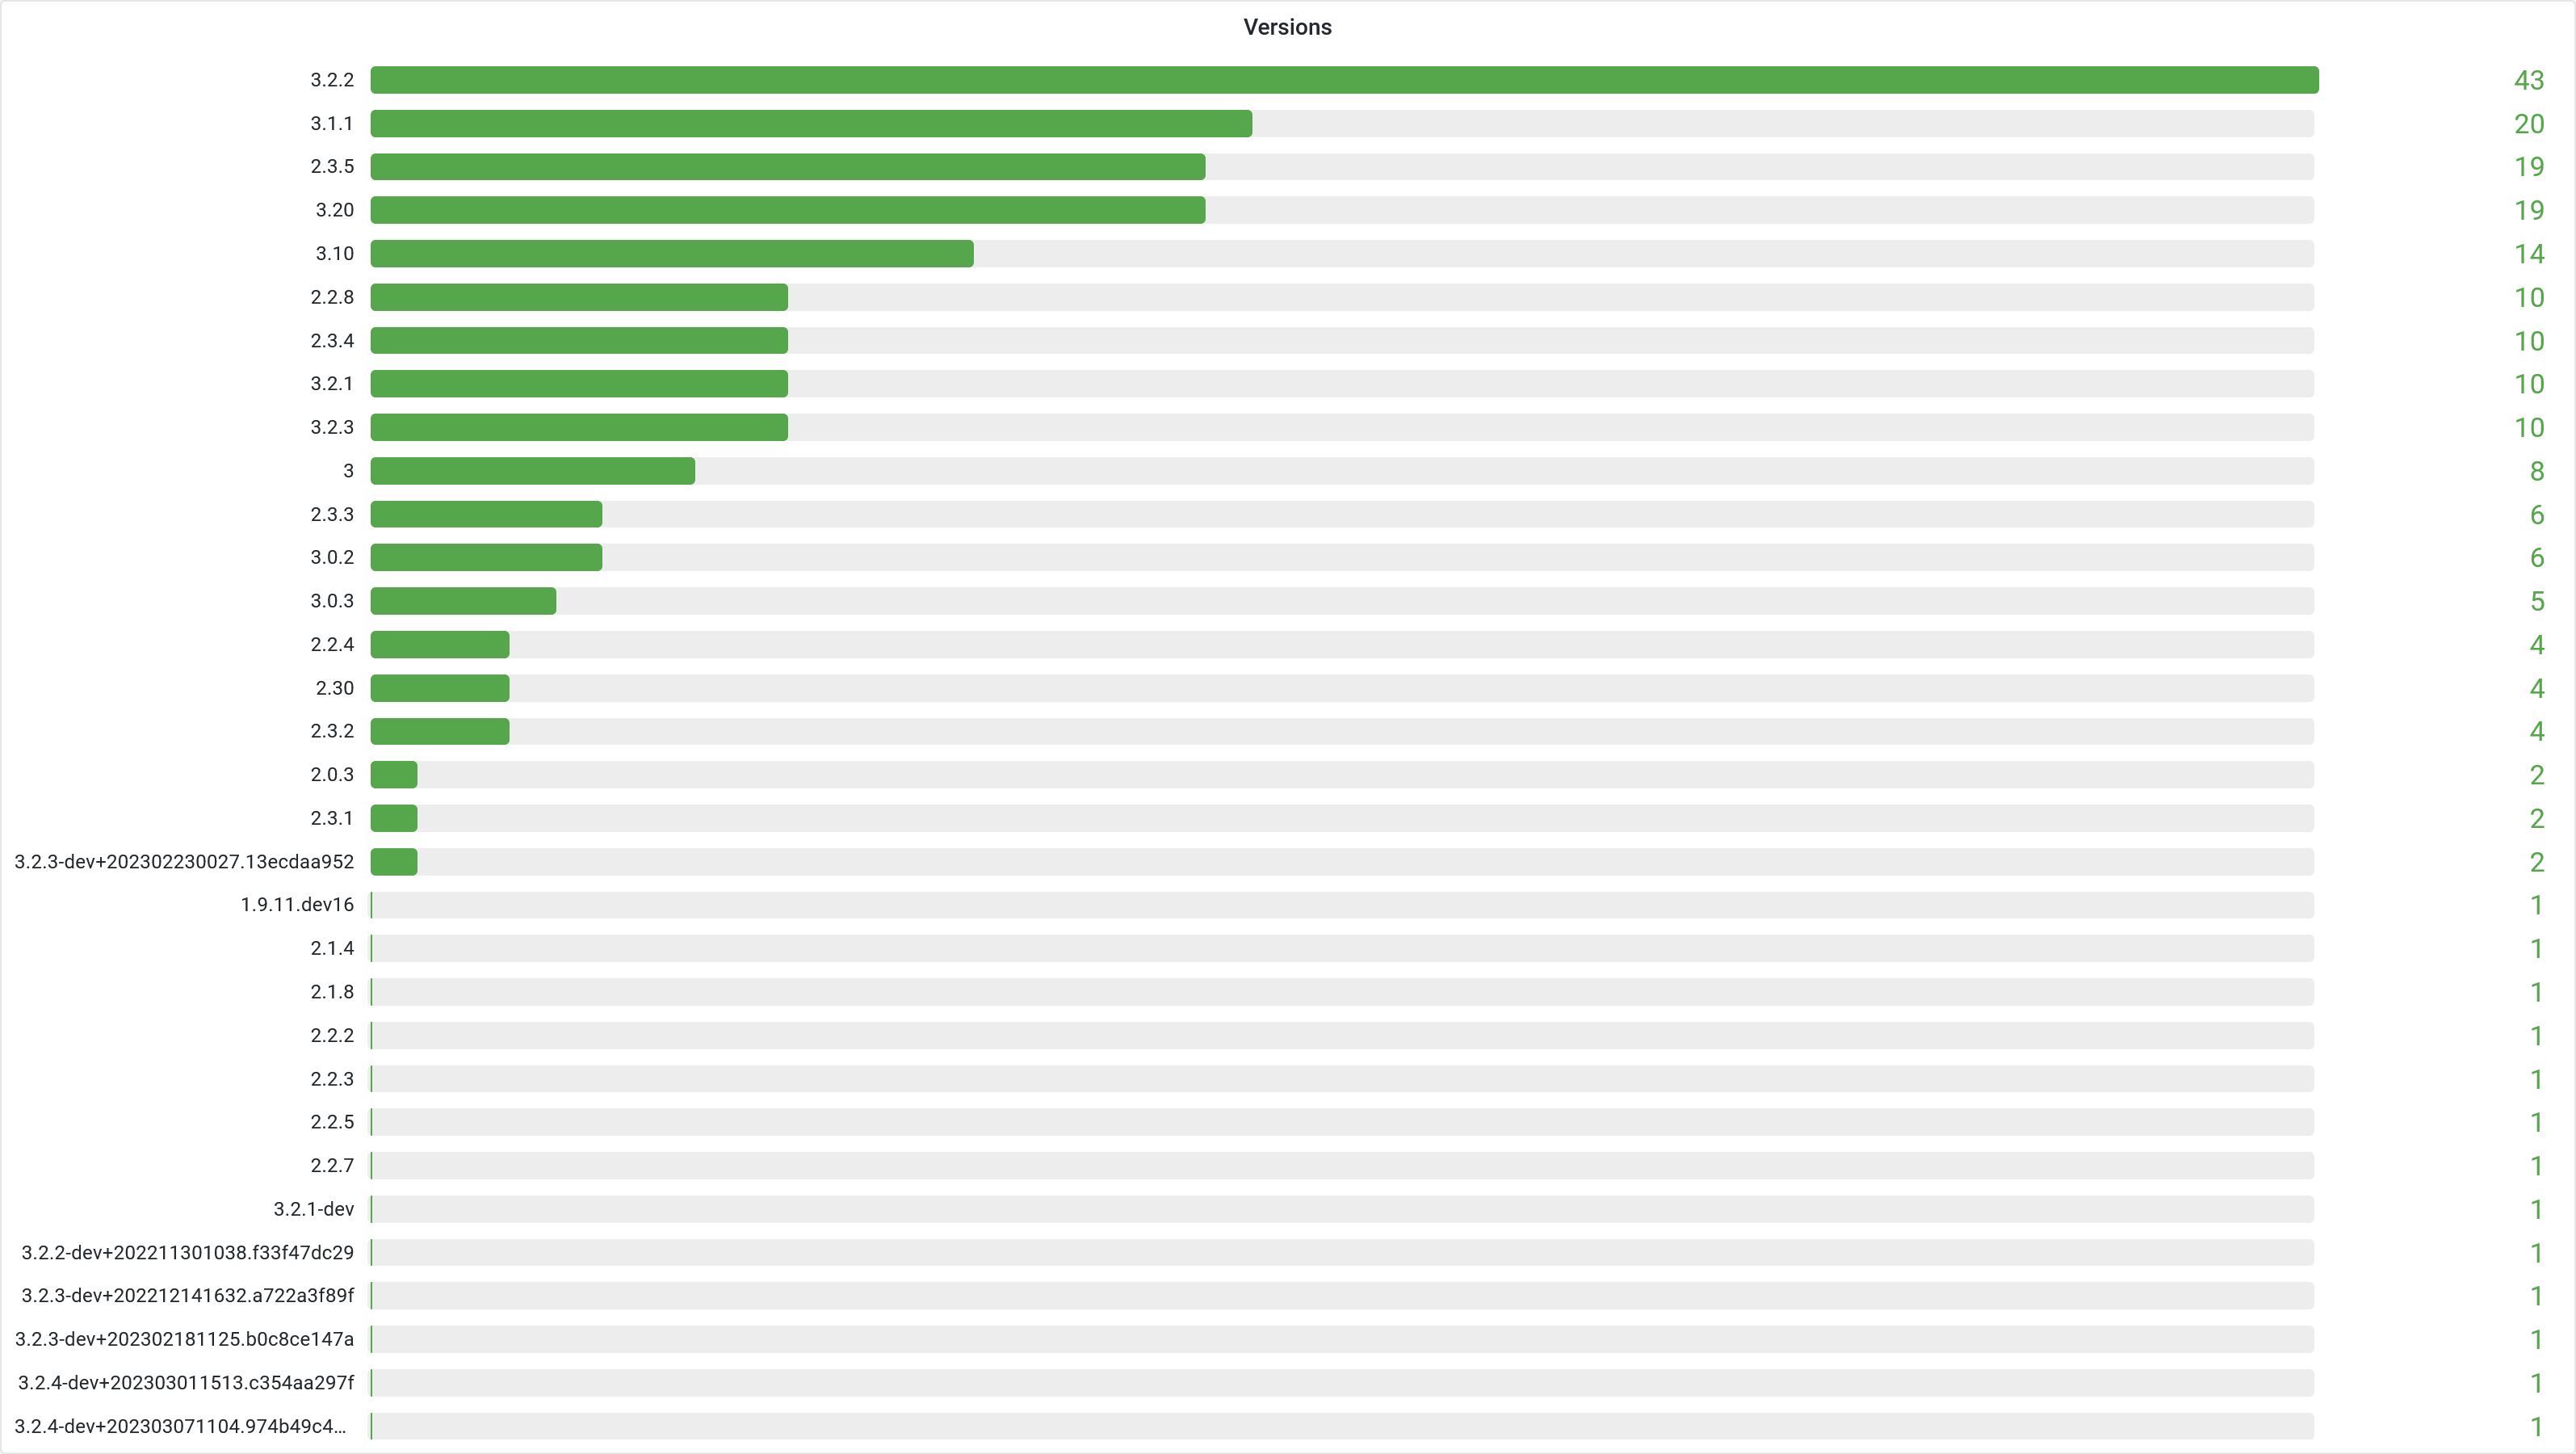 Versions
3.2.2 43
3.1.1 20
2.3.5 19
3.20 19
3.10 14
2.2.8 10
2.3.4 10
3.2.1 10
3.2.3 10
3 8
2.3.3 6
3.0.2 6
3.0.3 5
2.2.4 4
2.30 4
2.3.2 4
2.0.3 2
2.3.1 2
3.2.3-dev+202302230027.13ecdaa952 2
1.9.11.dev16 1
2.1.4 1
2.1.8 1
2.2.2 1
2.2.3 1
2.2.5 1
2.2.7 1
3.2.1-dev 1
3.2.2-dev+202211301038.f33f47dc29 1
3.2.3-dev+202212141632.a722a3f89f 1
3.2.3-dev+202302181125.b0c8ce147a 1
3.2.4-dev+202303011513.c354aa297f 1
3.2.4-dev+202303071104.974b49c4... 1